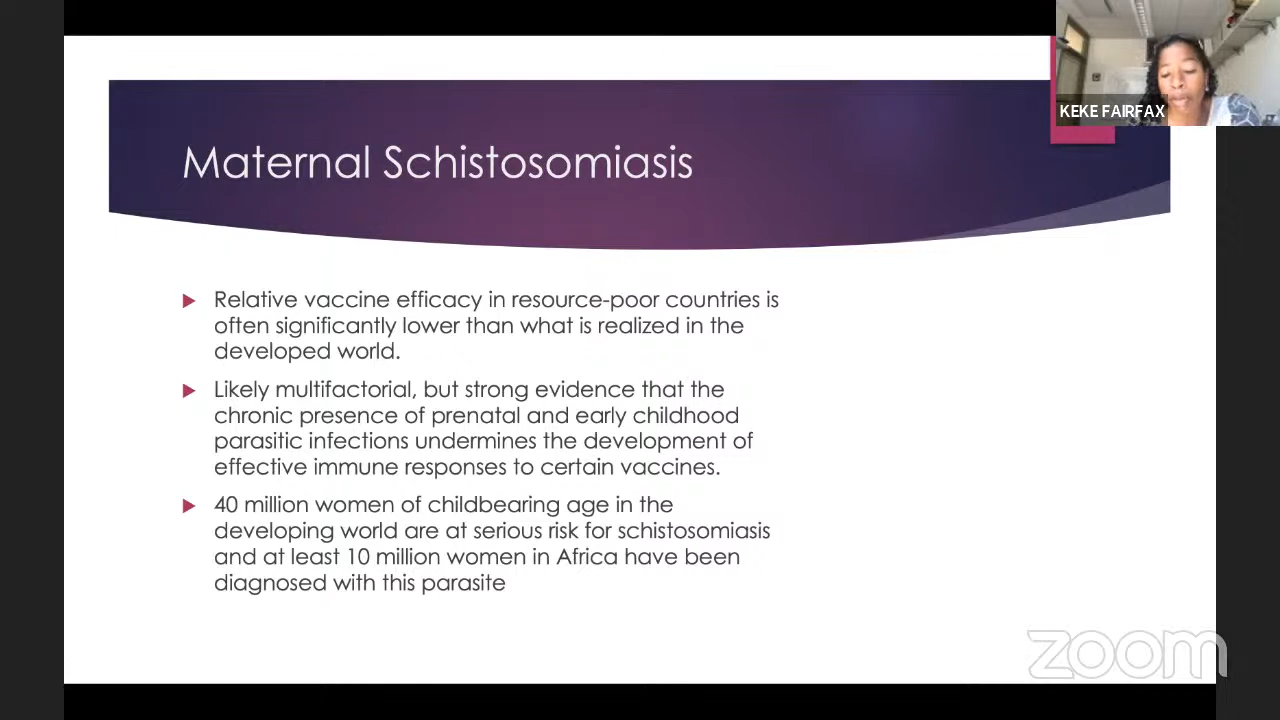 KEKE FAIRFAX
Maternal Schistosomiasis
Relative vaccine efficacy in resource-poor countries is
often significantly lower than what is realized in the
developed world.
Likely multifactorial, but strong evidence that the
chronic presence of prenatal and early childhood
parasitic infections undermines the development of
effective immune responses to certain vaccines.
40 million women of childbearing age in the
developing world are at serious risk for schistosomiasis
and at least 10 million women in Africa have been
diagnosed with this parasite
zoom